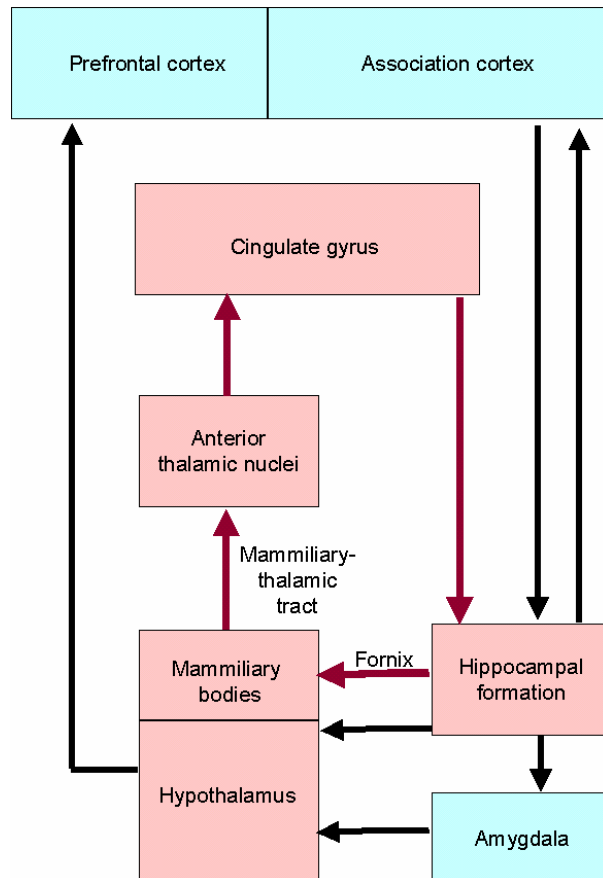 Prefrontal cortex
Association cortex
Cingulate gyrus
Anterior
thalamic nuclei
Mammiliary-
thalamic
tract
Mammiliary
bodies
Fornix
Hippocampal
formation
Hypothalamus
Amygdala